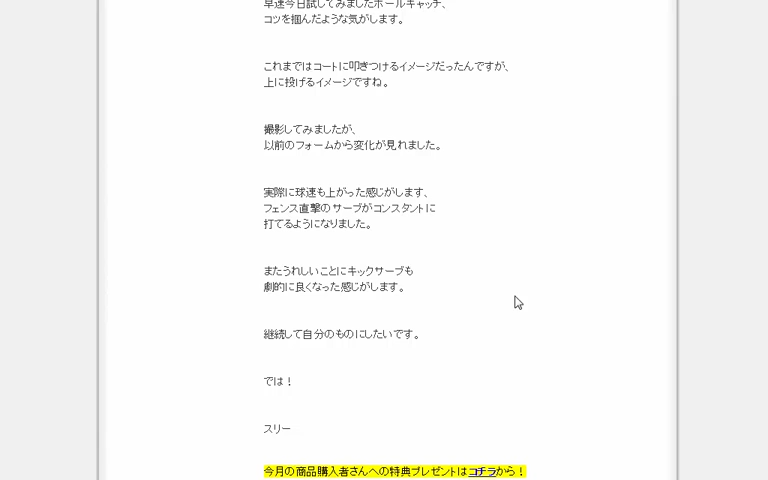 早速今日試してみましたボールキャッチ、
コツを掴んだような気がします。
これまではコートに叩きつけるイメージだったんですが、
上に投げるイメージですね。
撮影してみましたが、
以前のフォームから変化が見れました。
実際に球速も上がった感じがします、
フェンス直撃のサーブがコンスタントに
打てるようになりました。
またうれしいことにキックサーブも
劇的に良くなった感じがします。
継続して自分のものにしたいです。
では！
スリー
今月の商品購入者さんへの特典プレゼントはコチラから！